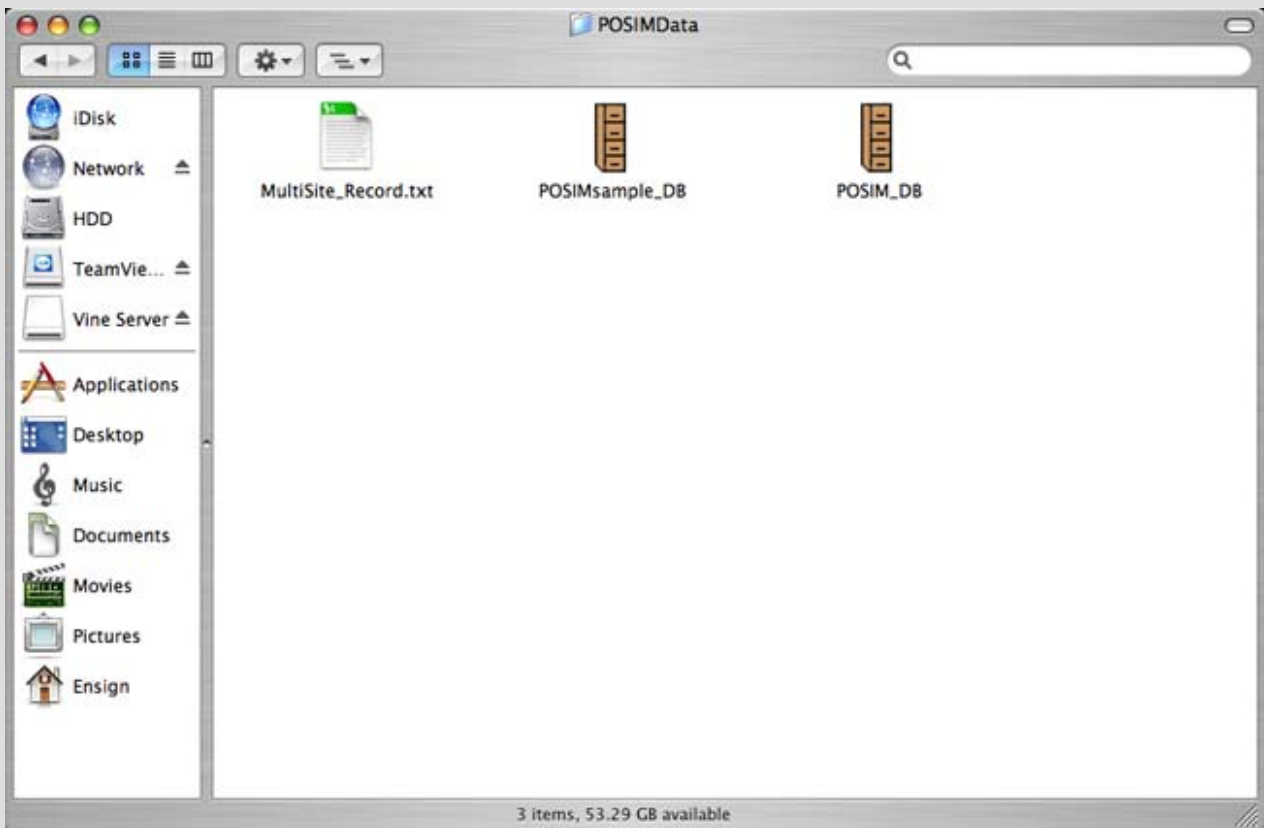 POSIMData
iDisk
Network
HDD
TeamVie...
Vine Server
Applications
Desktop
Music
Documents
Movies
Pictures
Ensign
MultiSite_Record.txt
POSIMsample_DB
POSIM_DB
3 items, 53.29 GB available